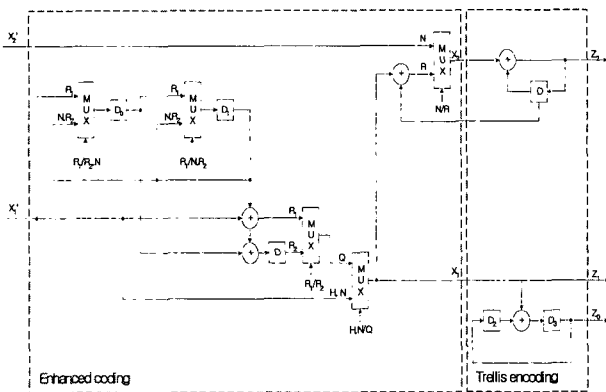 X₂'
N
M
U
X
X₂
Z₂
R
N/R
D
R₁
M
U
X
D₀
N,R₂
R₁/R₂,N
R₁
M
U
X
D₁
N,R₂
R₁/N,R₂
X₁'
R₁
M
U
X
D
R₂
R₁/R₂
Q
M
U
X
H, N
H,N/Q
X₁
Z₁
D₂
D₃
Z₀
Enhanced coding
Trellis encoding